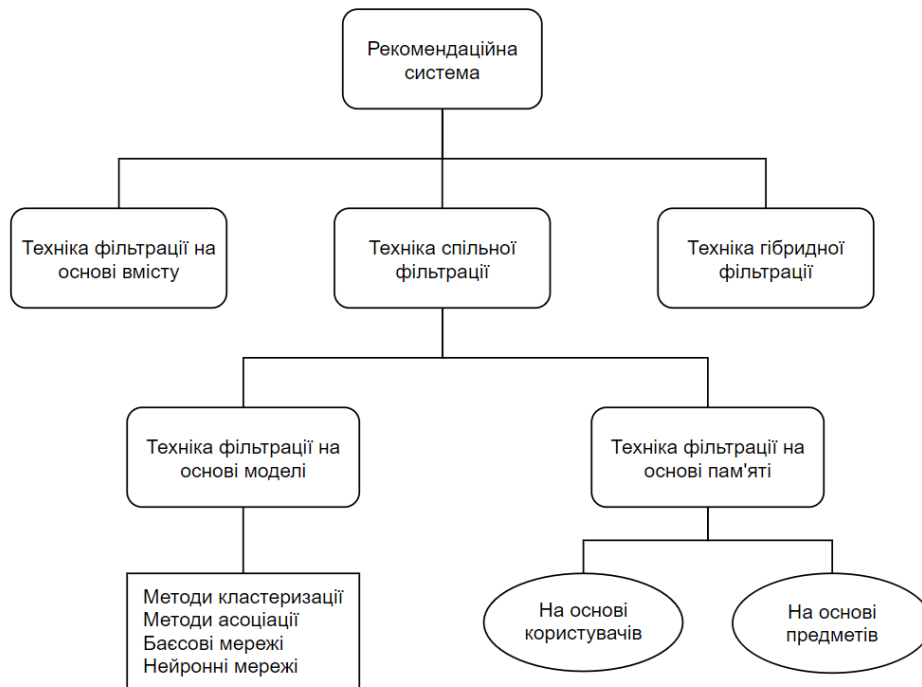 Рекомендаційна
система
Техніка фільтрації на
основі вмісту
Техніка спільної
фільтрації
Техніка гібридної
фільтрації
Техніка фільтрації на
основі моделі
Техніка фільтрації на
основі пам'яті
Методи кластеризації
Методи асоціації
Баєсові мережі
Нейронні мережі
На основі
користувачів
На основі
предметів